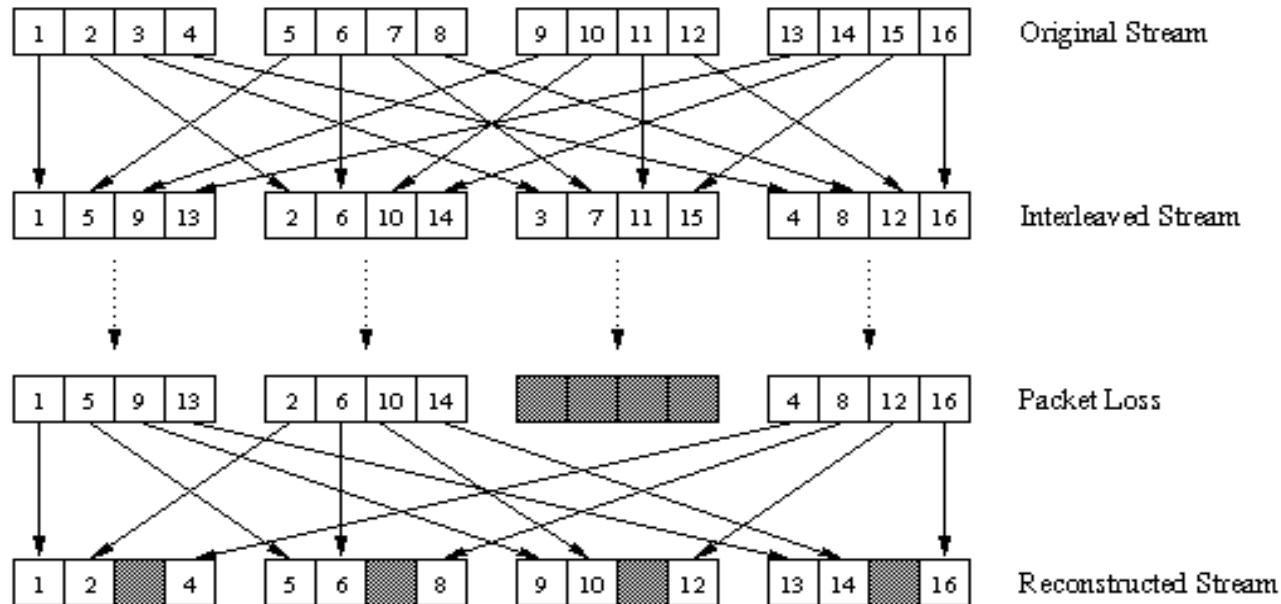 1 2 3 4 5 6 7 8 9 10 11 12 13 14 15 16 Original Stream
1 5 9 13 2 6 10 14 3 7 11 15 4 8 12 16 Interleaved Stream
1 5 9 13 2 6 10 14 4 8 12 16 Packet Loss
1 2 4 5 6 8 9 10 12 13 14 16 Reconstructed Stream